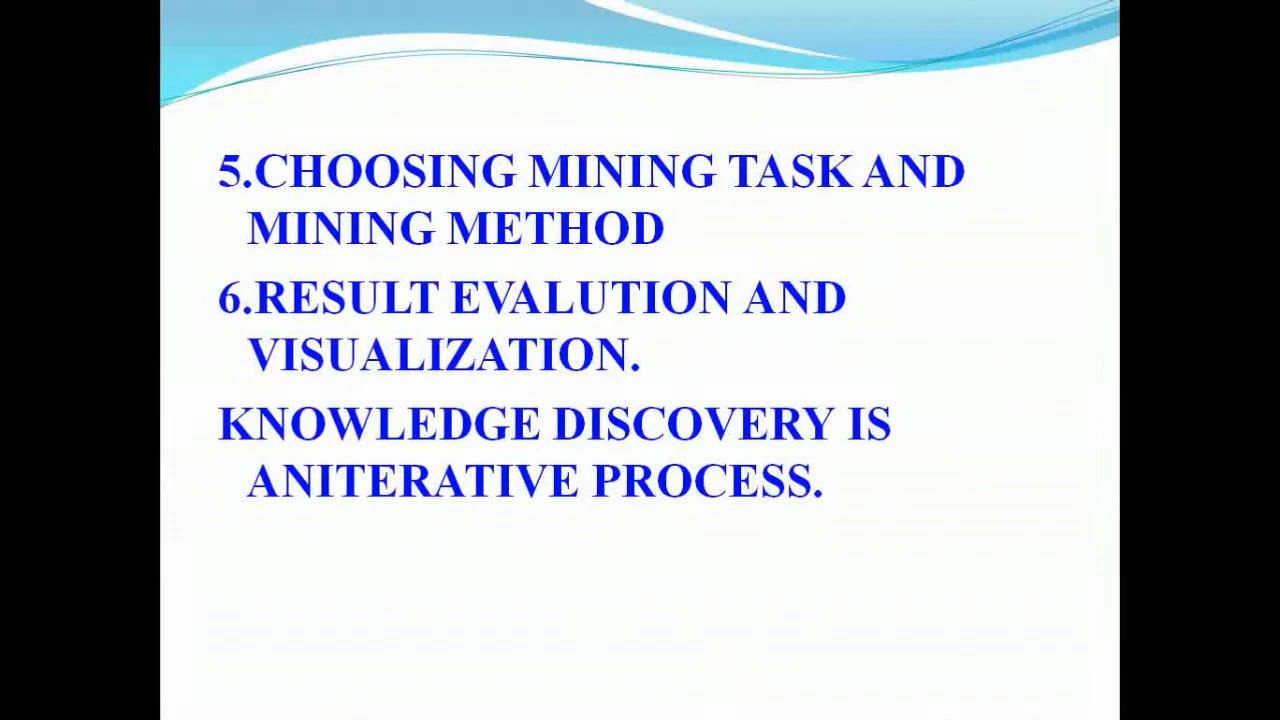 5.CHOOSING MINING TASK AND
MINING METHOD
6.RESULT EVALUTION AND
VISUALIZATION.
KNOWLEDGE DISCOVERY IS
ANITERATIVE PROCESS.